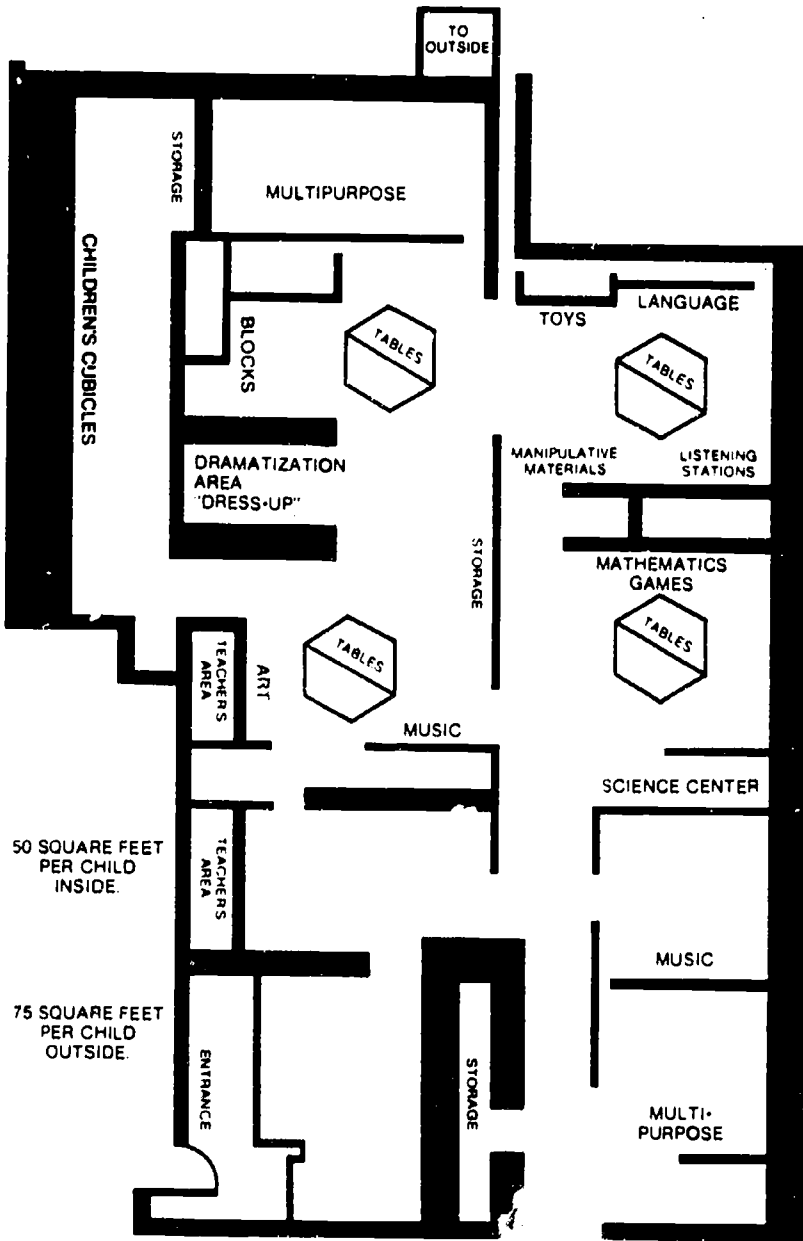 TO
OUTSIDE
STORAGE
MULTIPURPOSE
CHILDREN'S CUBICLES
BLOCKS
TABLES
TOYS
LANGUAGE
TABLES
DRAMATIZATION
AREA
"DRESS-UP"
MANIPULATIVE
MATERIALS
LISTENING
STATIONS
STORAGE
MATHEMATICS
GAMES
TABLES
TABLES
TEACHERS
AREA
ART
MUSIC
SCIENCE CENTER
50 SQUARE FEET
PER CHILD
INSIDE.
TEACHERS
AREA
MUSIC
75 SQUARE FEET
PER CHILD
OUTSIDE.
ENTRANCE
STORAGE
MULTI-
PURPOSE